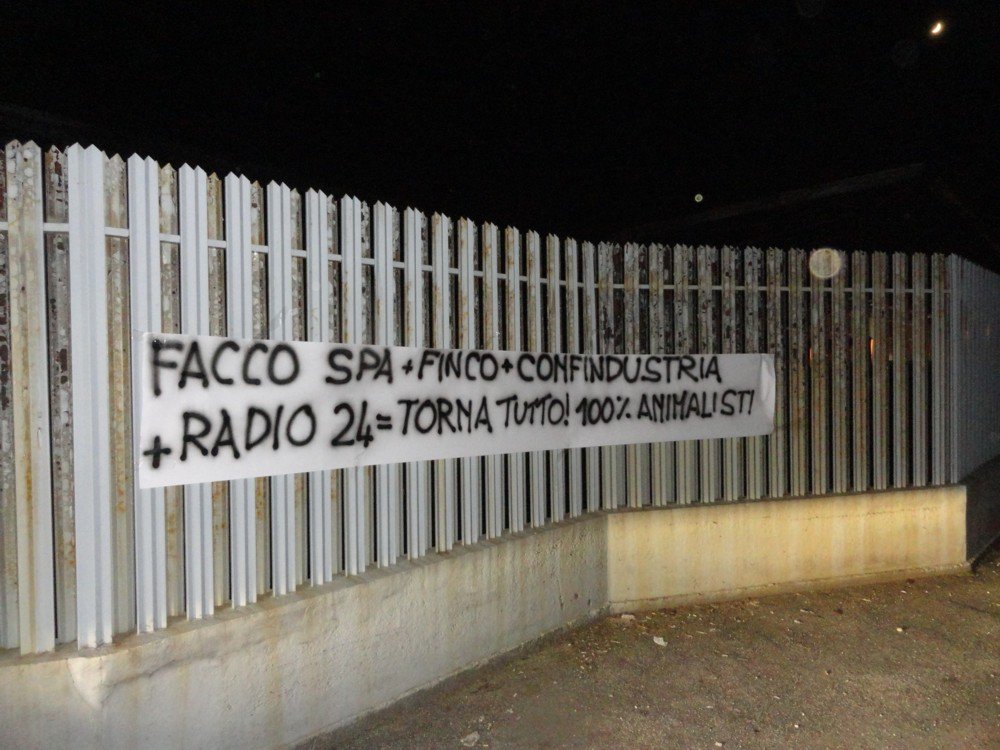 FACCO SPA+FINCO+CONFINDUSTRIA
+RADIO 24=TORNA TUTTO! 100% ANIMALISTI